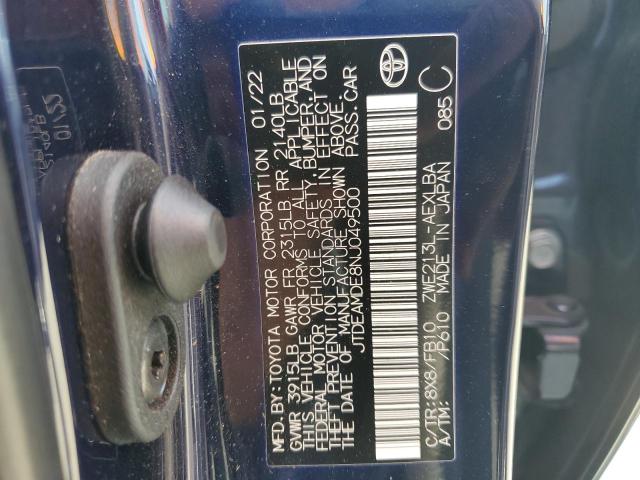 MFD. BY: TOYOTA MOTOR CORPORATION 01/22
GVWR 3915LB GAWR FR 2315LB RR 2140LB
THIS VEHICLE CONFORMS TO ALL APPLICABLE
FEDERAL MOTOR VEHICLE SAFETY, BUMPER, AND
THEFT PREVENTION STANDARDS IN EFFECT ON
THE DATE OF MANUFACTURE SHOWN ABOVE.
JTDEAMDE8NJ049500 PASS.CAR
C/TR:8X8/FB10 ZWE213L-AEXLBA
A/TM: /P610 MADE IN JAPAN
085 C